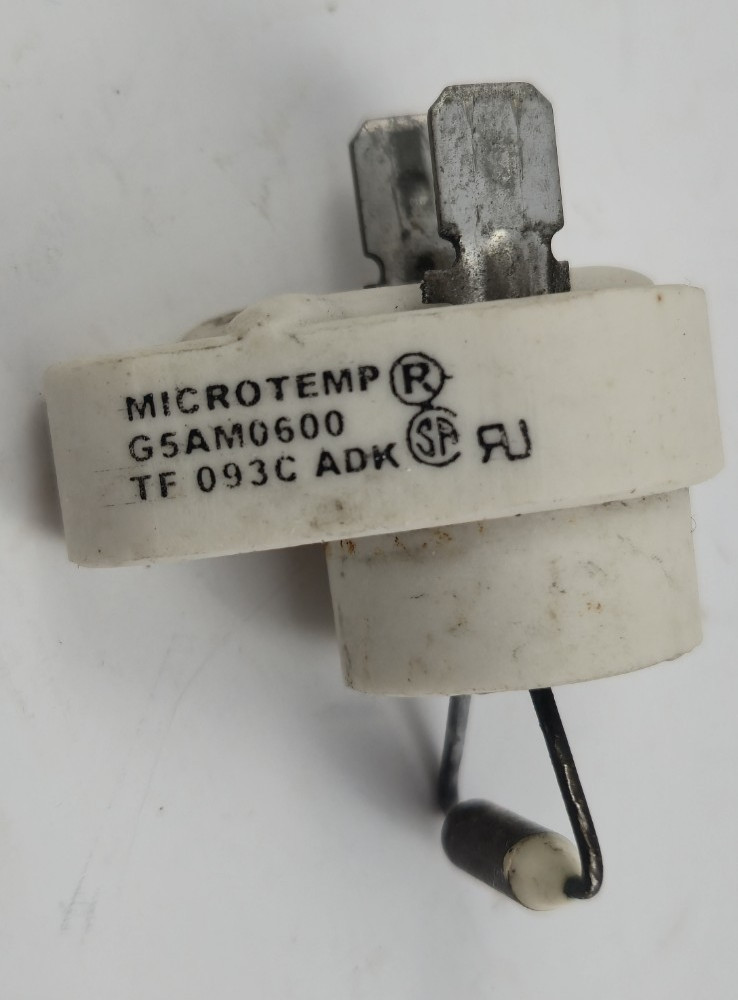 MICROTEMP ®
G5AM0600
TF 093C ADK